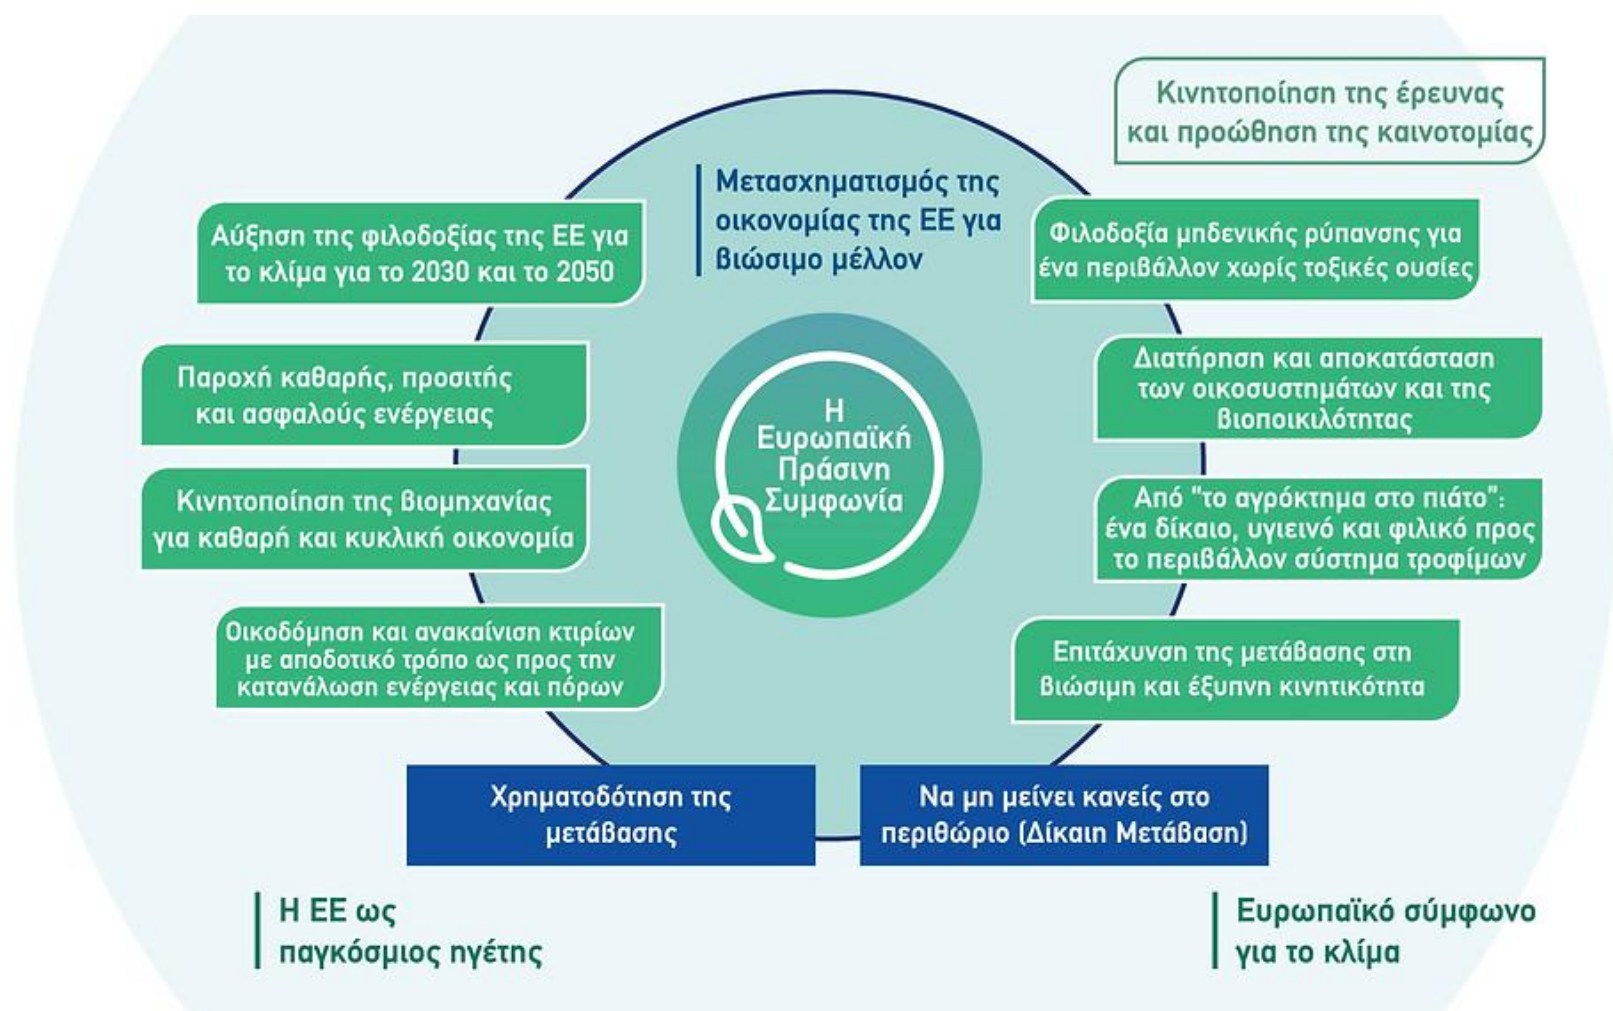 Κινητοποίηση της έρευνας
και προώθηση της καινοτομίας
Μετασχηματισμός της
οικονομίας της ΕΕ για
βιώσιμο μέλλον
Αύξηση της φιλοδοξίας της ΕΕ για
το κλίμα για το 2030 και το 2050
Φιλοδοξία μηδενικής ρύπανσης για
ένα περιβάλλον χωρίς τοξικές ουσίες
Παροχή καθαρής, προσιτής
και ασφαλούς ενέργειας
Διατήρηση και αποκατάσταση
των οικοσυστημάτων και της
βιοποικιλότητας
Η
Ευρωπαϊκή
Πράσινη
Συμφωνία
Κινητοποίηση της βιομηχανίας
για καθαρή και κυκλική οικονομία
Από “το αγρόκτημα στο πιάτο”:
ένα δίκαιο, υγιεινό και φιλικό προς
το περιβάλλον σύστημα τροφίμων
Οικοδόμηση και ανακαίνιση κτιρίων
με αποδοτικό τρόπο ως προς την
κατανάλωση ενέργειας και πόρων
Επιτάχυνση της μετάβασης στη
βιώσιμη και έξυπνη κινητικότητα
Χρηματοδότηση της
μετάβασης
Να μη μείνει κανείς στο
περιθώριο (Δίκαιη Μετάβαση)
Η ΕΕ ως
παγκόσμιος ηγέτης
Ευρωπαϊκό σύμφωνο
για το κλίμα